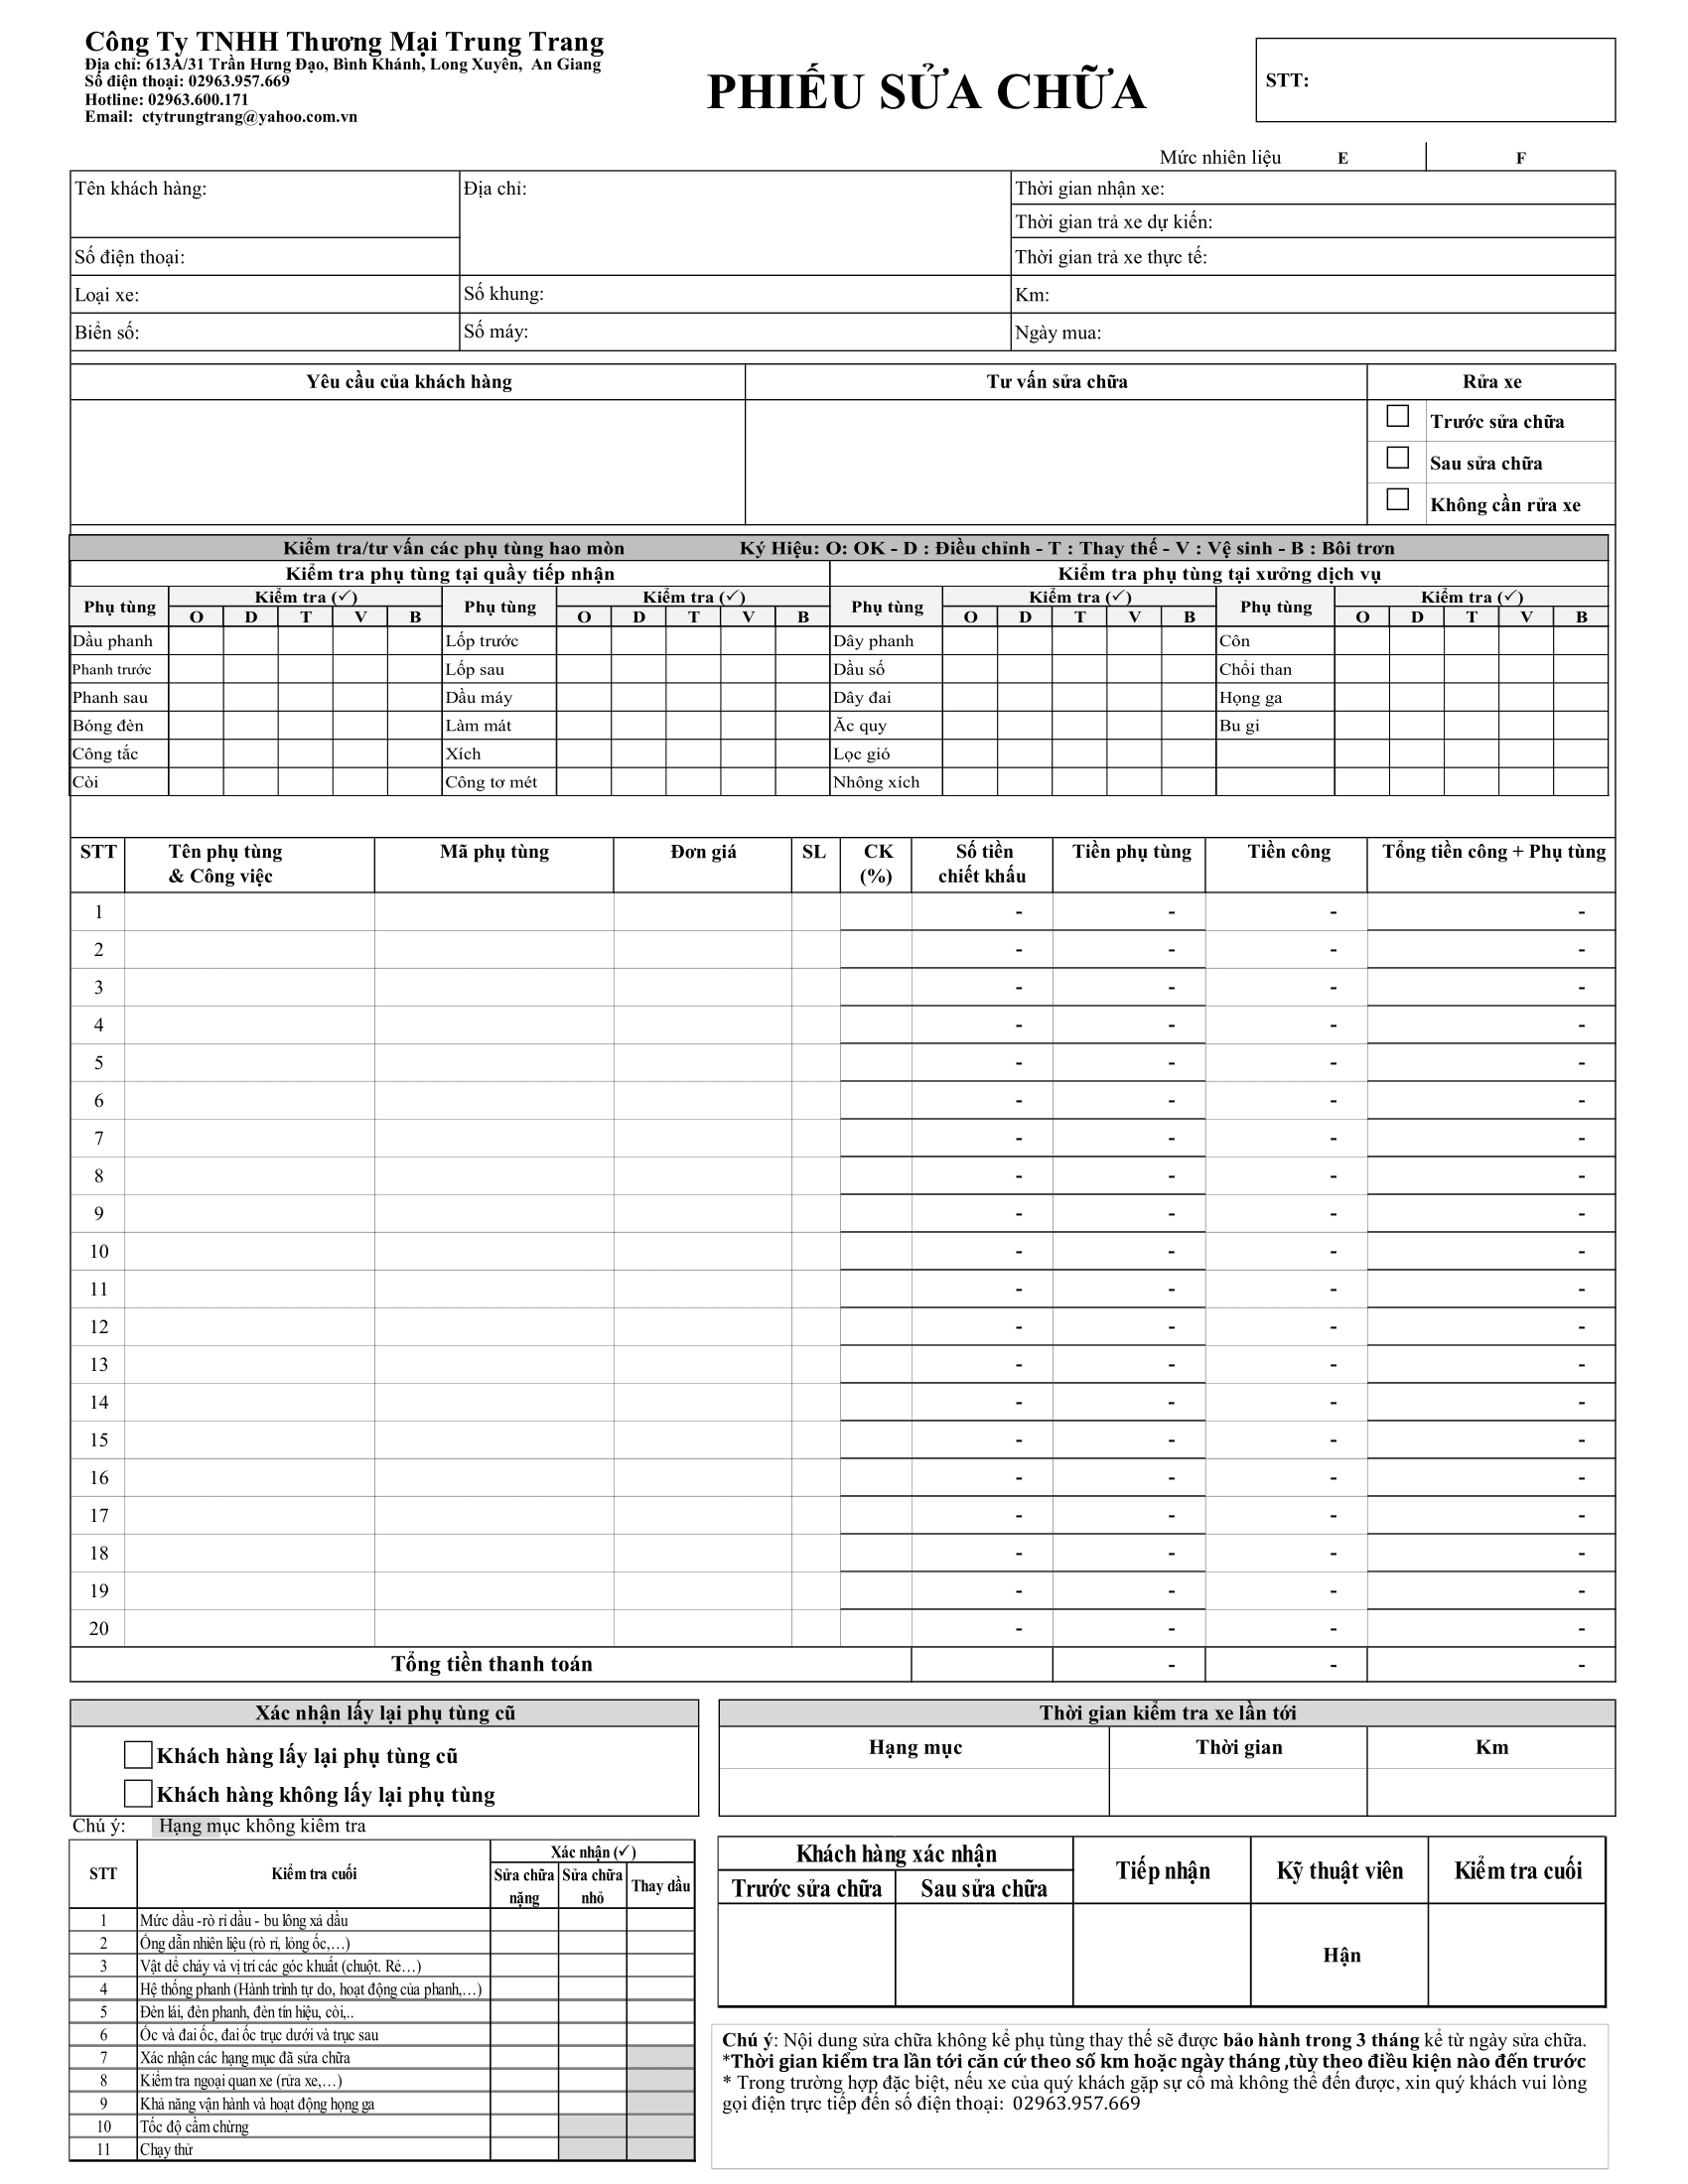 Công Ty TNHH Thương Mại Trung Trang
Địa chỉ: 613A/31 Trần Hưng Đạo, Bình Khánh, Long Xuyên, An Giang
Số điện thoại: 02963.957.669
Hotline: 02963.600.171
Email: ctytrungtrang@yahoo.com.vn
PHIẾU SỬA CHỮA
STT:
Mức nhiên liệu E F
Tên khách hàng: Địa chỉ: Thời gian nhận xe:
Thời gian trả xe dự kiến:
Số điện thoại: Thời gian trả xe thực tế:
Loại xe: Số khung: Km:
Biển số: Số máy: Ngày mua:
Yêu cầu của khách hàng Tư vấn sửa chữa Rửa xe
Trước sửa chữa
Sau sửa chữa
Không cần rửa xe
Kiểm tra/tư vấn các phụ tùng hao mòn Ký Hiệu: O: OK - D : Điều chỉnh - T : Thay thế - V : Vệ sinh - B : Bôi trơn
Kiểm tra phụ tùng tại quầy tiếp nhận Kiểm tra phụ tùng tại xưởng dịch vụ
Phụ tùng Kiểm tra (✓) Phụ tùng Kiểm tra (✓) Phụ tùng Kiểm tra (✓) Phụ tùng Kiểm tra (✓)
O D T V B O D T V B O D T V B O D T V B
Dầu phanh Lốp trước Dây phanh Côn
Phanh trước Lốp sau Dầu số Chổi than
Phanh sau Dầu máy Dây đai Họng ga
Bóng đèn Làm mát Ắc quy Bu gi
Công tắc Xích Lọc gió
Còi Công tơ mét Nhông xích
STT Tên phụ tùng & Công việc Mã phụ tùng Đơn giá SL CK (%) Số tiền chiết khấu Tiền phụ tùng Tiền công Tổng tiền công + Phụ tùng
1 - - - -
2 - - - -
3 - - - -
4 - - - -
5 - - - -
6 - - - -
7 - - - -
8 - - - -
9 - - - -
10 - - - -
11 - - - -
12 - - - -
13 - - - -
14 - - - -
15 - - - -
16 - - - -
17 - - - -
18 - - - -
19 - - - -
20 - - - -
Tổng tiền thanh toán - - -
Xác nhận lấy lại phụ tùng cũ
Khách hàng lấy lại phụ tùng cũ
Khách hàng không lấy lại phụ tùng
Thời gian kiểm tra xe lần tới
Hạng mục Thời gian Km
Chú ý: Hạng mục không kiểm tra
STT Kiểm tra cuối Xác nhận (✓)
Sửa chữa nặng Sửa chữa nhỏ Thay dầu
1 Mức dầu -rò rỉ dầu - bu lông xả dầu
2 Ống dẫn nhiên liệu (rò rỉ, lỏng ốc,…)
3 Vật dể cháy và vị trí các góc khuất (chuột. Rẻ…)
4 Hệ thống phanh (Hành trình tự do, hoạt động của phanh,…)
5 Đèn lái, đèn phanh, đèn tín hiệu, còi,..
6 Ốc và đai ốc, đai ốc trục dưới và trục sau
7 Xác nhận các hạng mục đã sửa chữa
8 Kiểm tra ngoại quan xe (rửa xe,…)
9 Khả năng vận hành và hoạt động họng ga
10 Tốc độ cầm chừng
11 Chạy thử
Khách hàng xác nhận Tiếp nhận Kỹ thuật viên Kiểm tra cuối
Trước sửa chữa Sau sửa chữa
Hận
Chú ý: Nội dung sửa chữa không kể phụ tùng thay thế sẽ được bảo hành trong 3 tháng kể từ ngày sửa chữa.
*Thời gian kiểm tra lần tới căn cứ theo số km hoặc ngày tháng ,tùy theo điều kiện nào đến trước
* Trong trường hợp đặc biệt, nếu xe của quý khách gặp sự cố mà không thể đến được, xin quý khách vui lòng
gọi điện trực tiếp đến số điện thoại: 02963.957.669